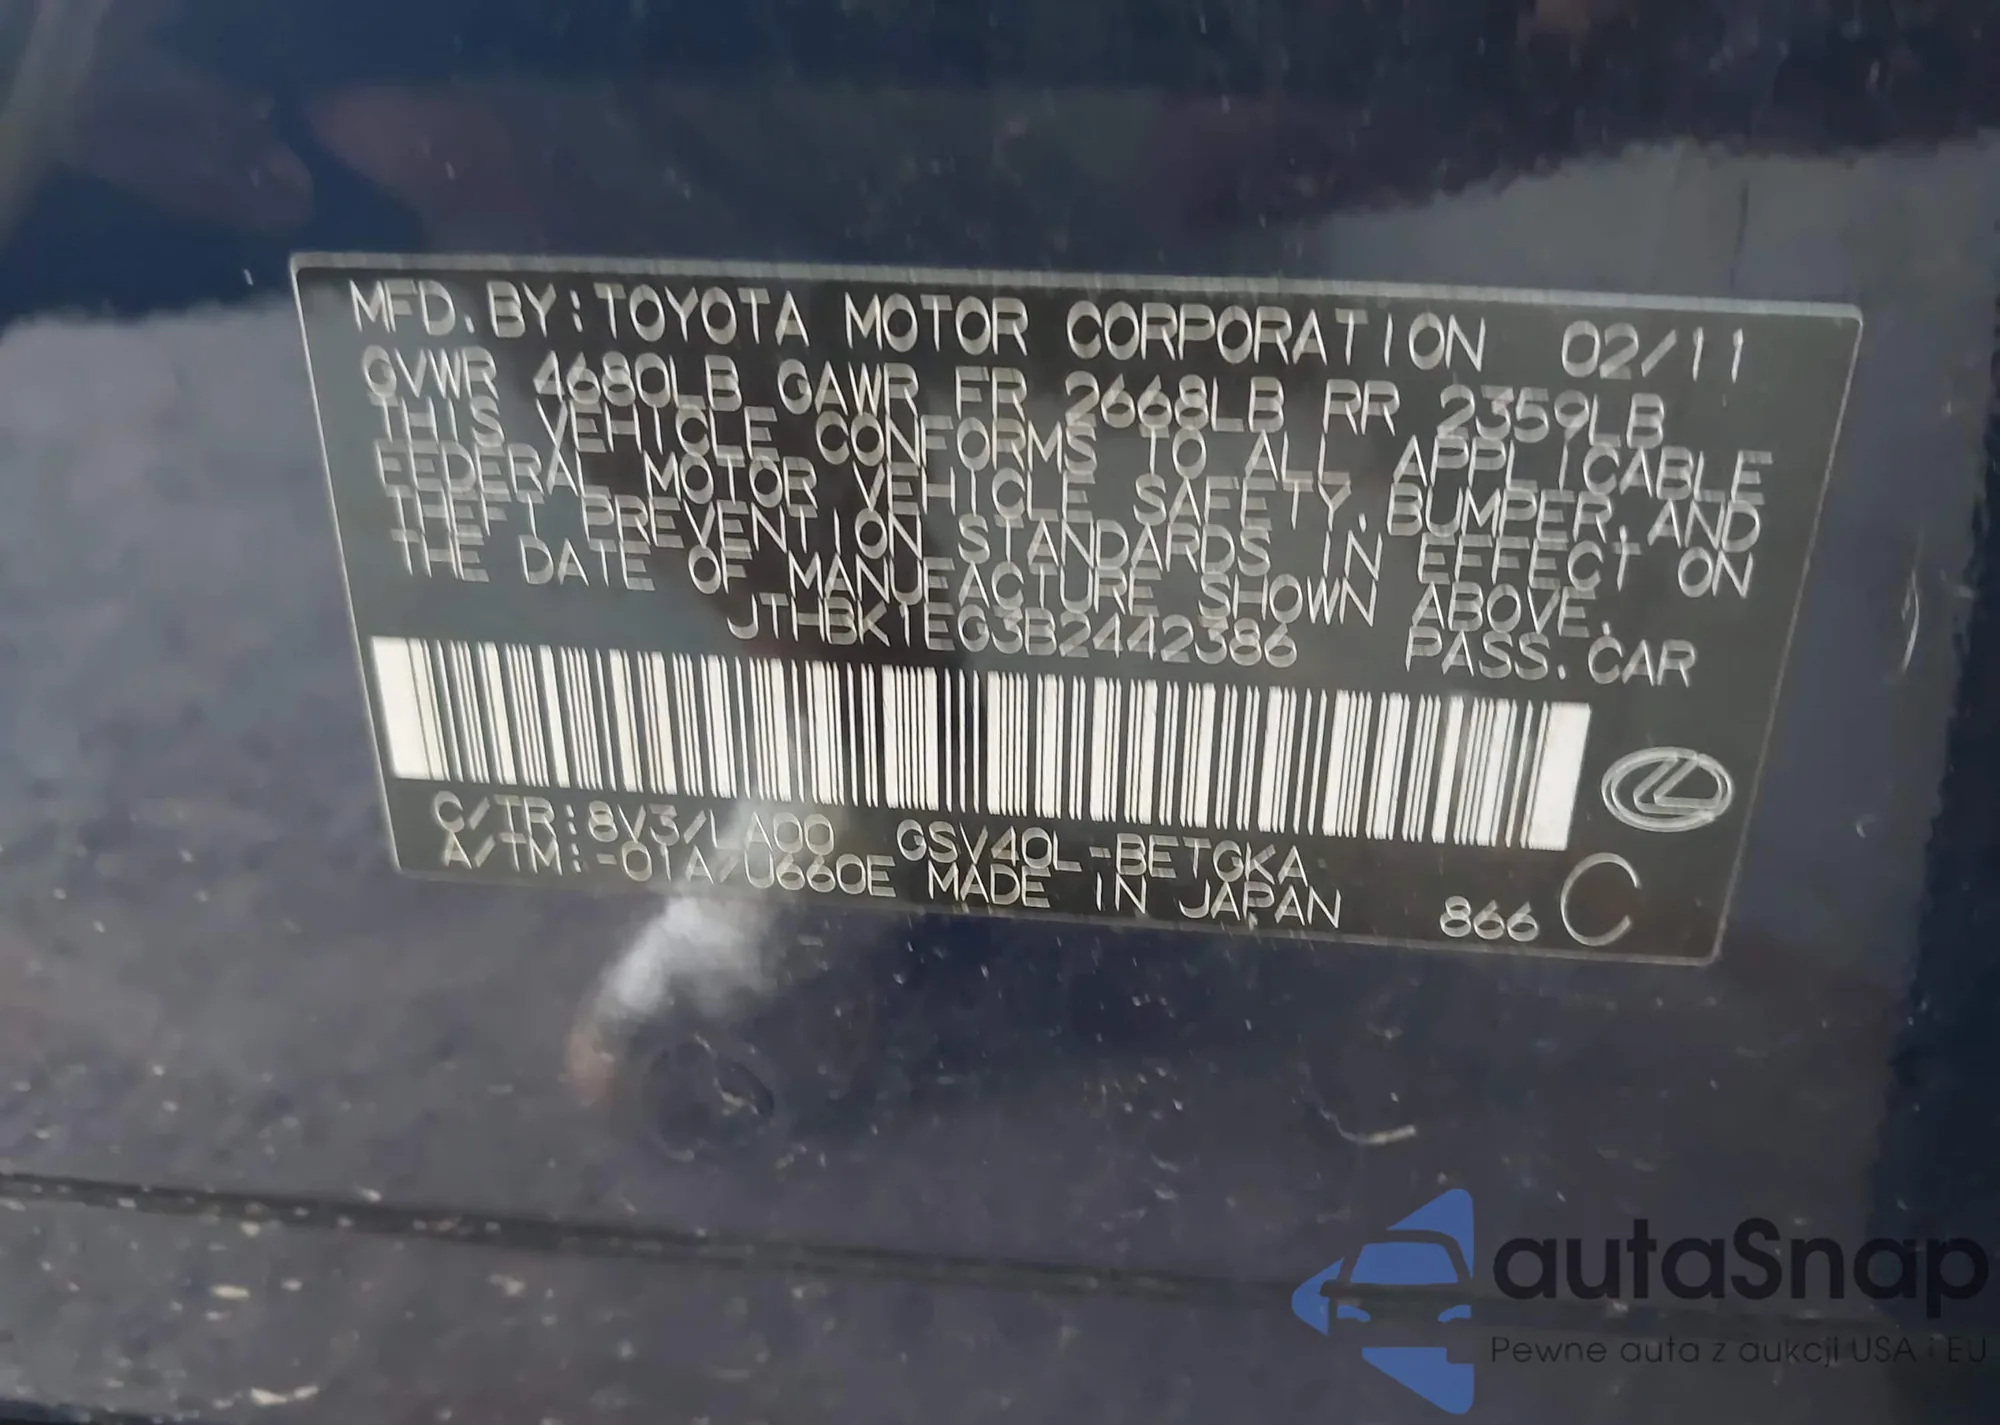 MFD. BY: TOYOTA MOTOR CORPORATION 02/11
GVWR 4680LB GAWR FR 2668LB RR 2359LB
THIS VEHICLE CONFORMS TO ALL APPLICABLE
FEDERAL MOTOR VEHICLE SAFETY, BUMPER, AND
THEFT PREVENTION STANDARDS IN EFFECT ON
THE DATE OF MANUFACTURE SHOWN ABOVE.
JTHBK1EG3B2442386 PASS. CAR
C/TR: 8V3/LA00 GSV40L-BETGKA
A/TM: -01A/U660E MADE IN JAPAN 866 C
autaSnap
Pewne auta z aukcji USA i EU